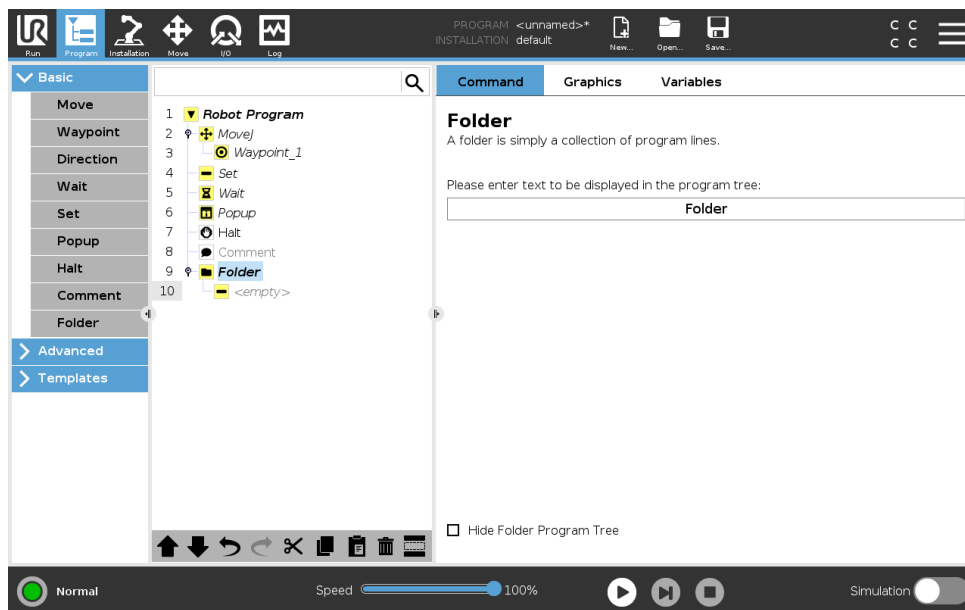 UR
PROGRAM <unnamed>*
INSTALLATION default
C C
C C
Run Program Installation Move I/O Log
New... Open... Save...
Basic
Move
Waypoint
Direction
Wait
Set
Popup
Halt
Comment
Folder
Advanced
Templates
1 Robot Program
2 MoveJ
3 Waypoint_1
4 Set
5 Wait
6 Popup
7 Halt
8 Comment
9 Folder
10 <empty>
Command Graphics Variables
Folder
A folder is simply a collection of program lines.
Please enter text to be displayed in the program tree:
Folder
Hide Folder Program Tree
Normal
Speed 100%
Simulation